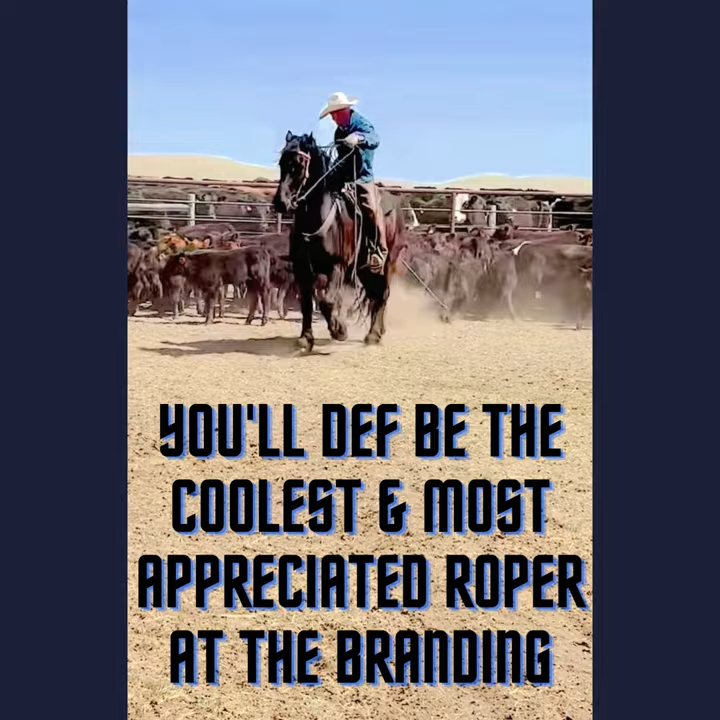 YOU'LL DEF BE THE
COOLEST & MOST
APPRECIATED ROPER
AT THE BRANDING